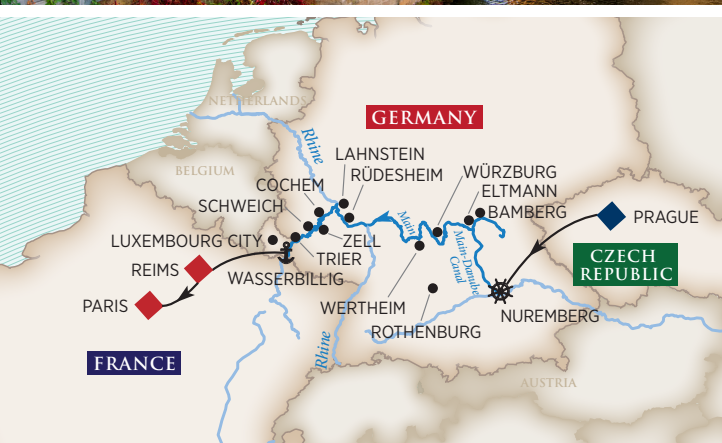 NETHERLANDS
GERMANY
Rhine
BELGIUM
LAHNSTEIN
RÜDESHEIM
WÜRZBURG
ELTMANN
BAMBERG
COCHEM
SCHWEICH
Main
PRAGUE
LUXEMBOURG CITY
ZELL
TRIER
Main-Danube
Canal
CZECH
REPUBLIC
REIMS
WASSERBILLIG
PARIS
WERTHEIM
ROTHENBURG
NUREMBERG
Rhine
FRANCE
AUSTRIA